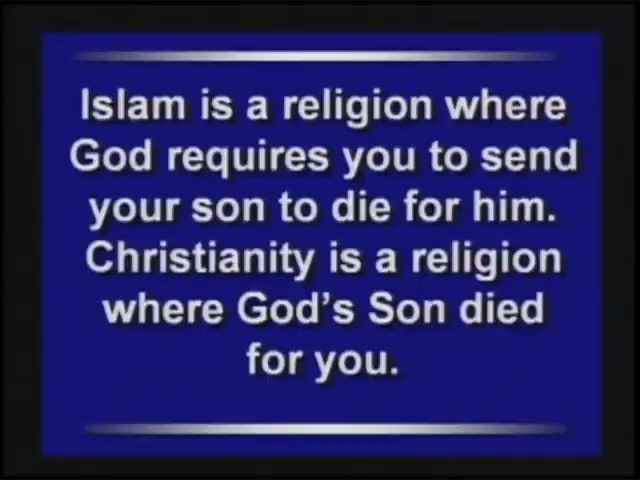 Islam is a religion where
God requires you to send
your son to die for him.
Christianity is a religion
where God's Son died
for you.